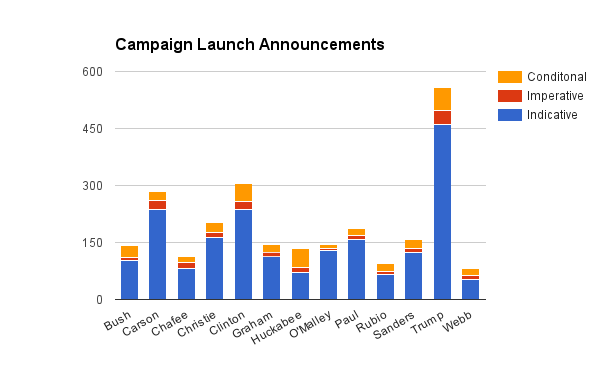 Campaign Launch Announcements
600
450
300
150
0
Bush
Carson
Chafee
Christie
Clinton
Graham
Huckabee
O'Malley
Paul
Rubio
Sanders
Trump
Webb
Conditonal
Imperative
Indicative